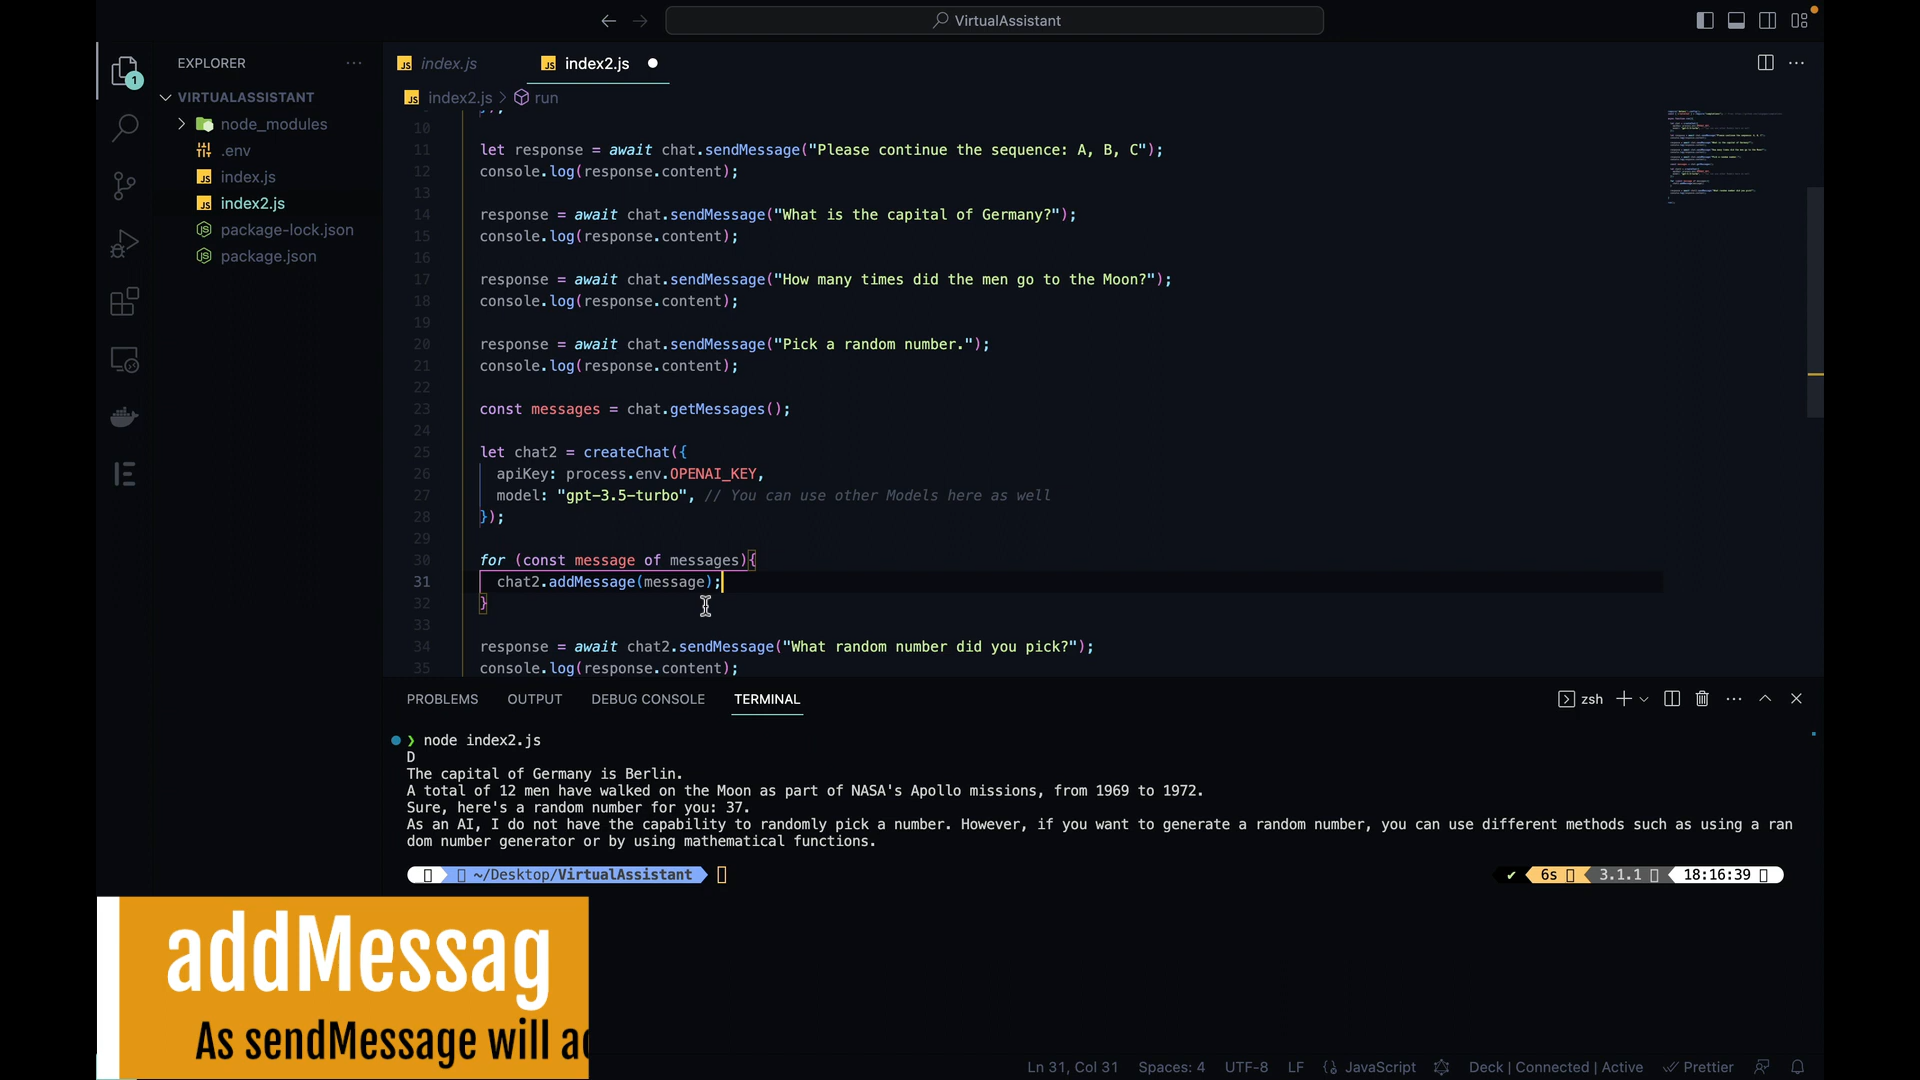 VirtualAssistant
EXPLORER
1
VIRTUALASSISTANT
node_modules
.env
index.js
index2.js
package-lock.json
package.json
index.js
index2.js
index2.js > run
10
11 let response = await chat.sendMessage("Please continue the sequence: A, B, C");
12 console.log(response.content);
13
14 response = await chat.sendMessage("What is the capital of Germany?");
15 console.log(response.content);
16
17 response = await chat.sendMessage("How many times did the men go to the Moon?");
18 console.log(response.content);
19
20 response = await chat.sendMessage("Pick a random number.");
21 console.log(response.content);
22
23 const messages = chat.getMessages();
24
25 let chat2 = createChat({
26 apiKey: process.env.OPENAI_KEY,
27 model: "gpt-3.5-turbo", // You can use other Models here as well
28 });
29
30 for (const message of messages){
31 chat2.addMessage(message);
32 }
33
34 response = await chat2.sendMessage("What random number did you pick?");
35 console.log(response.content);
PROBLEMS OUTPUT DEBUG CONSOLE TERMINAL
zsh
❯ node index2.js
D
The capital of Germany is Berlin.
A total of 12 men have walked on the Moon as part of NASA's Apollo missions, from 1969 to 1972.
Sure, here's a random number for you: 37.
As an AI, I do not have the capability to randomly pick a number. However, if you want to generate a random number, you can use different methods such as using a ran
dom number generator or by using mathematical functions.
~/Desktop/VirtualAssistant
✔ 6s 3.1.1 18:16:39
addMessag
As sendMessage will
Ln 31, Col 31 Spaces: 4 UTF-8 LF {} JavaScript Deck | Connected | Active Prettier